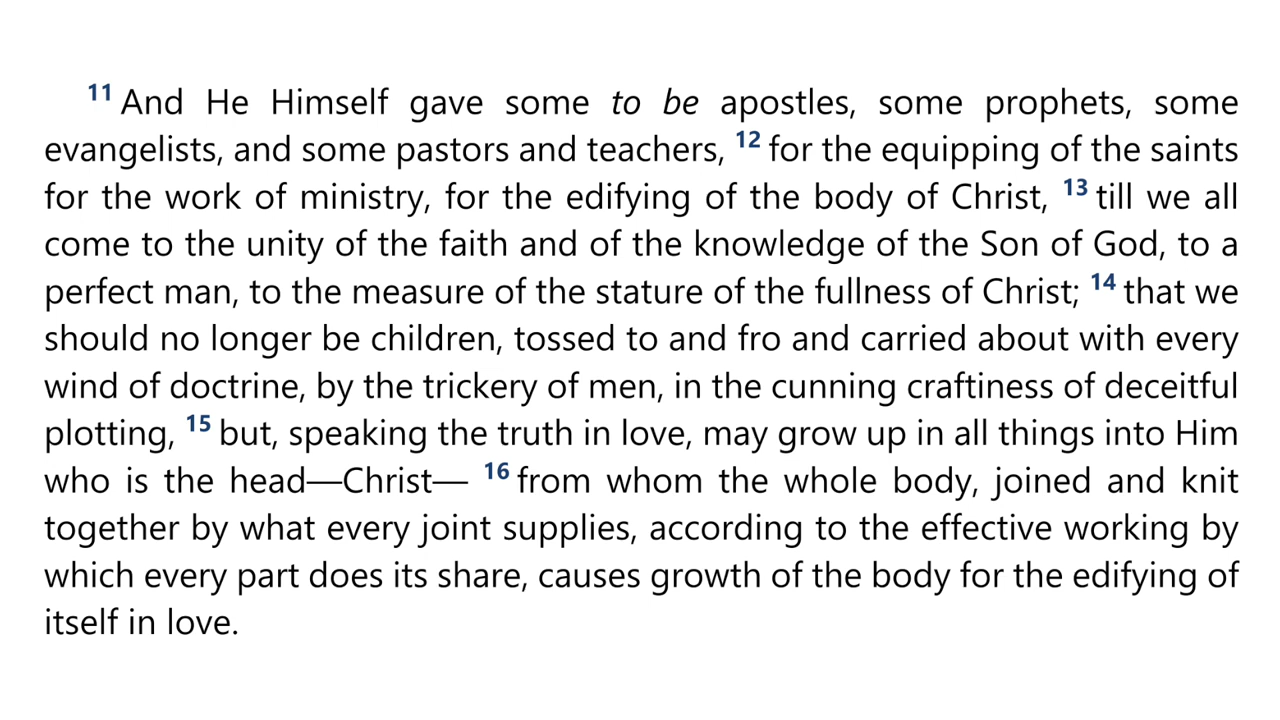 11 And He Himself gave some to be apostles, some prophets, some
evangelists, and some pastors and teachers, 12 for the equipping of the saints
for the work of ministry, for the edifying of the body of Christ, 13 till we all
come to the unity of the faith and of the knowledge of the Son of God, to a
perfect man, to the measure of the stature of the fullness of Christ; 14 that we
should no longer be children, tossed to and fro and carried about with every
wind of doctrine, by the trickery of men, in the cunning craftiness of deceitful
plotting, 15 but, speaking the truth in love, may grow up in all things into Him
who is the head—Christ— 16 from whom the whole body, joined and knit
together by what every joint supplies, according to the effective working by
which every part does its share, causes growth of the body for the edifying of
itself in love.